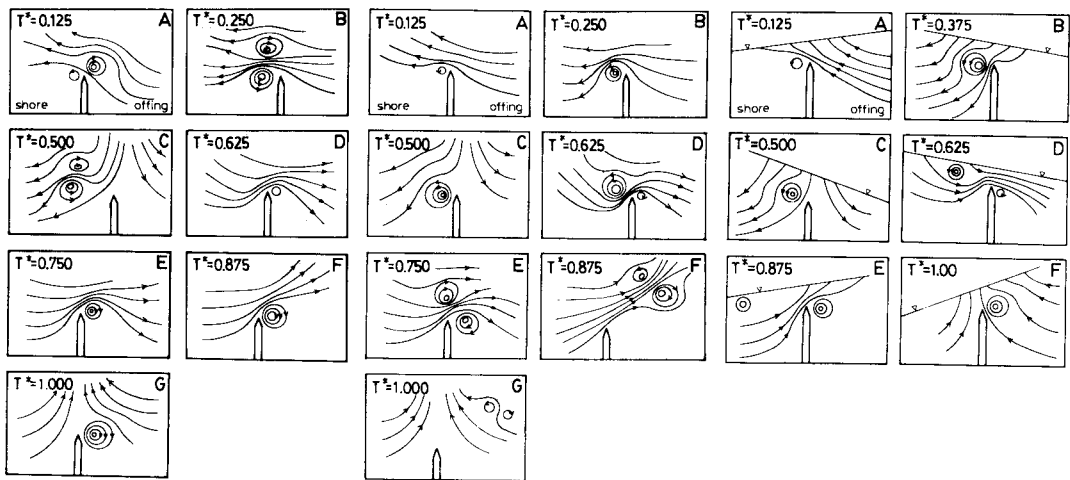 T*=0.125 A
shore offing
T*=0.250 B
T*=0.500 C
T*=0.625 D
T*=0.750 E
T*=0.875 F
T*=1.000 G
T*=0.125 A
shore offing
T*=0.250 B
T*=0.500 C
T*=0.625 D
T*=0.750 E
T*=0.875 F
T*=1.000 G
T*=0.125 A
shore offing
T*=0.375 B
T*=0.500 C
T*=0.625 D
T*=0.875 E
T*=1.00 F